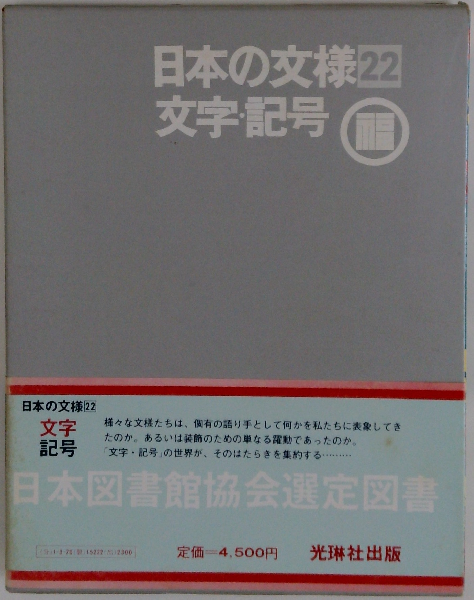 日本の文様22
文字・記号
福
日本の文様22
文字
記号
様々な文様たちは、個有の語り手として何かを私たちに表象してき
たのか。あるいは装飾のための単なる躍動であったのか。
「文字・記号」の世界が、そのはたらきを集約する………
日本図書館協会選定図書
定価=4,500円
光琳社出版